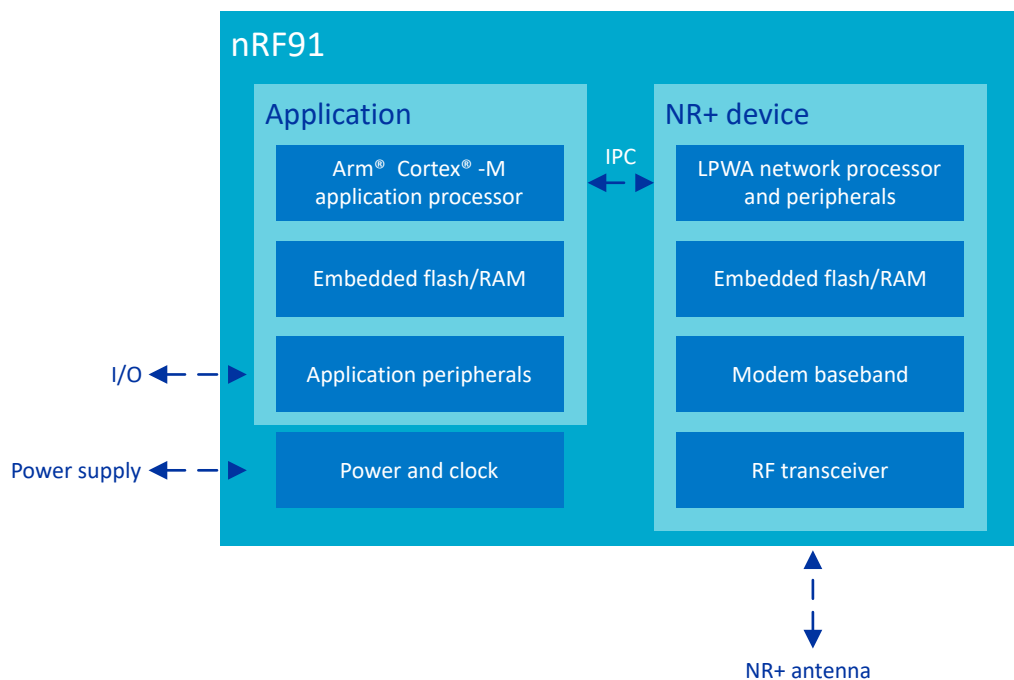 nRF91
Application
Arm® Cortex® -M
application processor
Embedded flash/RAM
Application peripherals
Power and clock
IPC
NR+ device
LPWA network processor
and peripherals
Embedded flash/RAM
Modem baseband
RF transceiver
I/O
Power supply
NR+ antenna